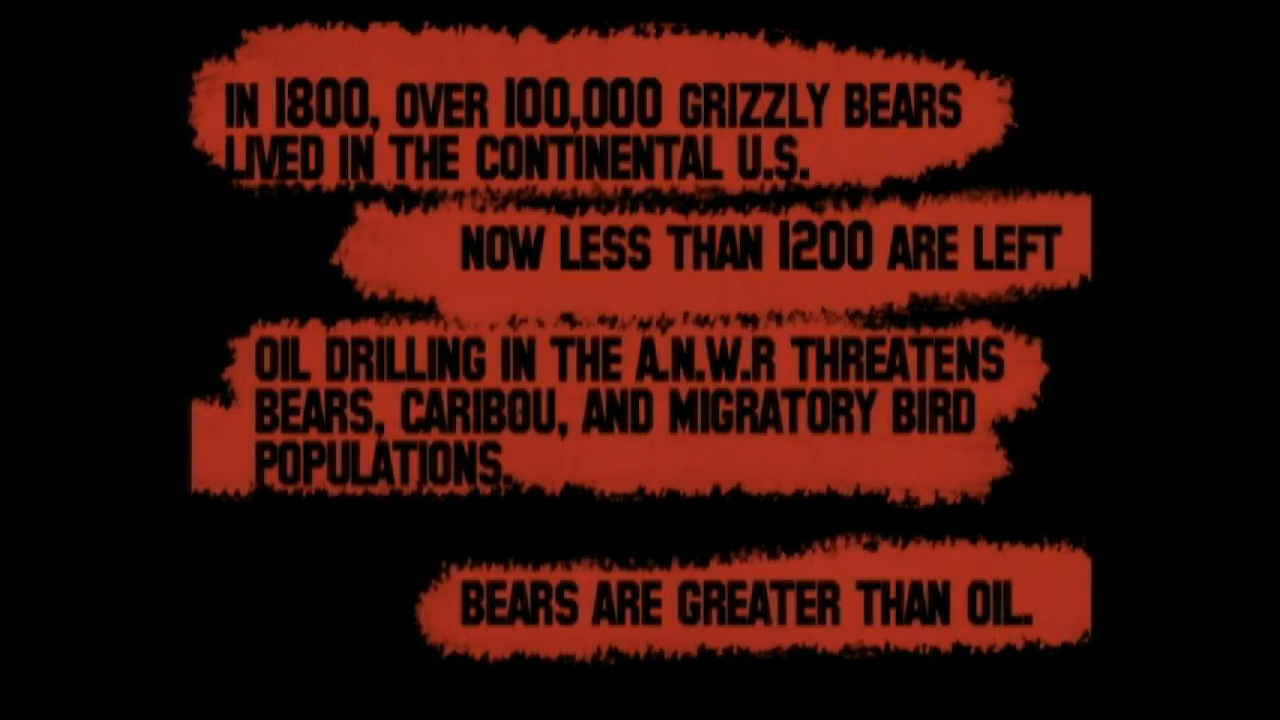 IN 1800, OVER 100,000 GRIZZLY BEARS
LIVED IN THE CONTINENTAL U.S.
NOW LESS THAN 1200 ARE LEFT
OIL DRILLING IN THE A.N.W.R THREATENS
BEARS, CARIBOU, AND MIGRATORY BIRD
POPULATIONS.
BEARS ARE GREATER THAN OIL.